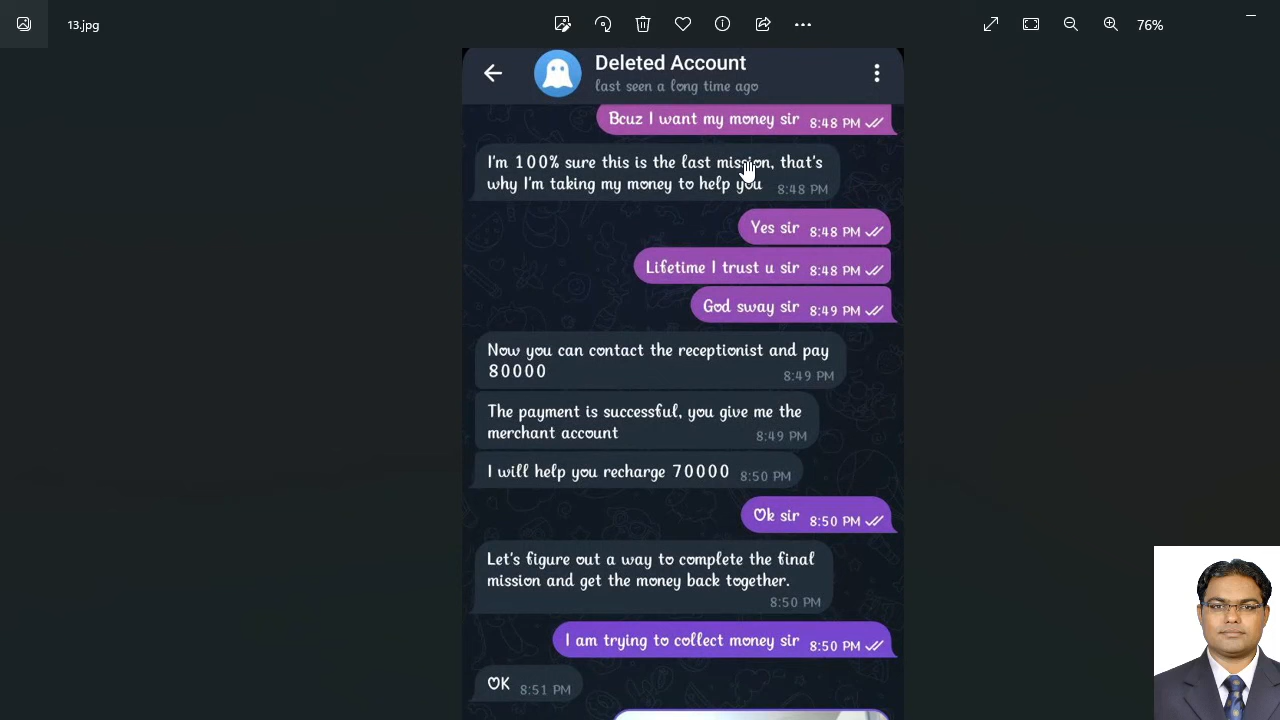 13.jpg
76%
Deleted Account
last seen a long time ago
Bcuz I want my money sir 8:48 PM
I'm 100% sure this is the last mission, that's
why I'm taking my money to help you 8:48 PM
Yes sir 8:48 PM
Lifetime I trust u sir 8:48 PM
God sway sir 8:49 PM
Now you can contact the receptionist and pay
80000 8:49 PM
The payment is successful, you give me the
merchant account 8:49 PM
I will help you recharge 70000 8:50 PM
Ok sir 8:50 PM
Let's figure out a way to complete the final
mission and get the money back together.
8:50 PM
I am trying to collect money sir 8:50 PM
OK 8:51 PM